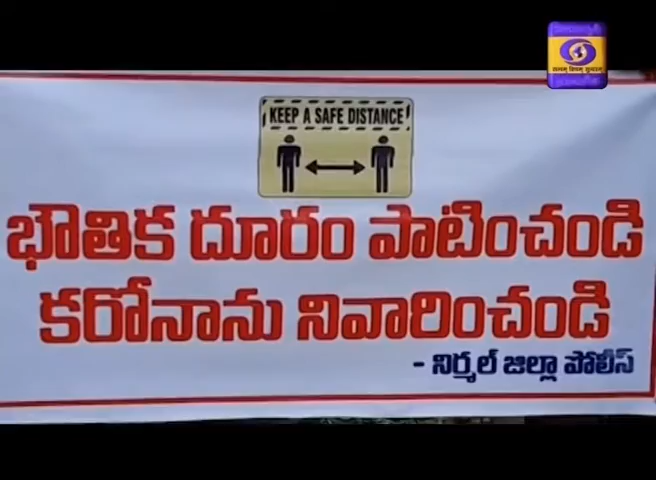 KEEP A SAFE DISTANCE
భౌతిక దూరం పాటించండి
కరోనాను నివారించండి
- నిర్మల్ జిల్లా పోలీస్